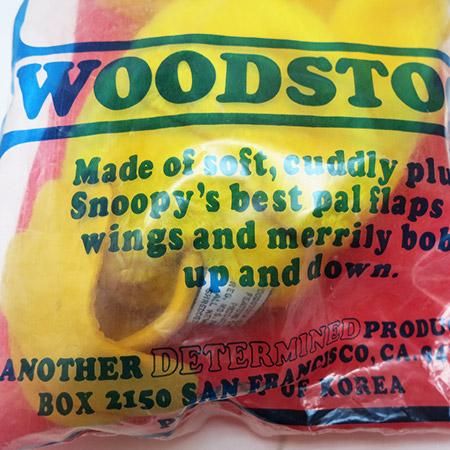 WOODSTO
Made of soft, cuddly plu
Snoopy's best pal flaps
wings and merrily bob
up and down.
ANOTHER DETERMINED PRODU
BOX 2150 SAN FRANCISCO, CA. 94
OF KOREA